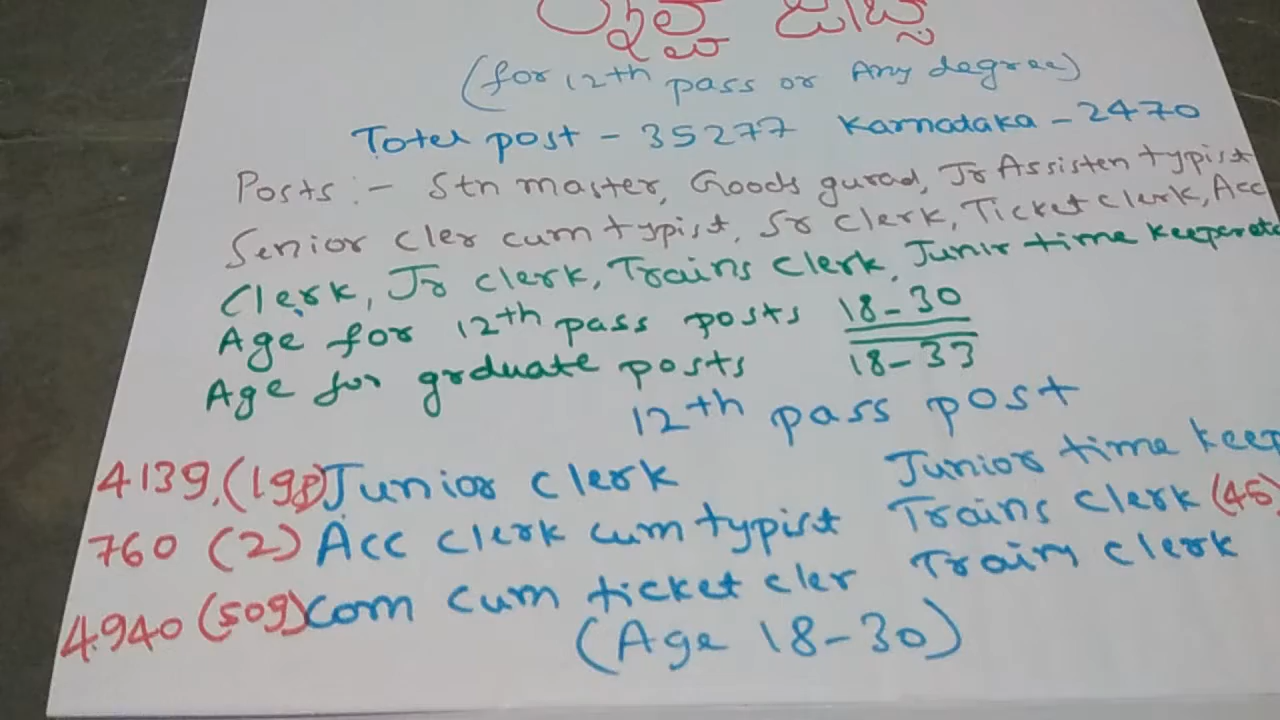 (for 12th pass or Any degree)
Totel post - 35277 Karnataka - 2470
Posts :- Stn master, Goods gurad, Jr Assisten typist
Senior cler cum typist, Sr clerk, Ticket clerk, Acc
Clerk, Jr clerk, Trains clerk, Junir time keeper etc
Age for 12th pass posts 18-30
Age for grduate posts 18-33
12th pass post
4139,(198) Junior clerk Junior time keep
760 (2) Acc clerk cum typist Trains clerk (45)
4940 (509) Com cum ticket cler Train clerk
(Age 18-30)